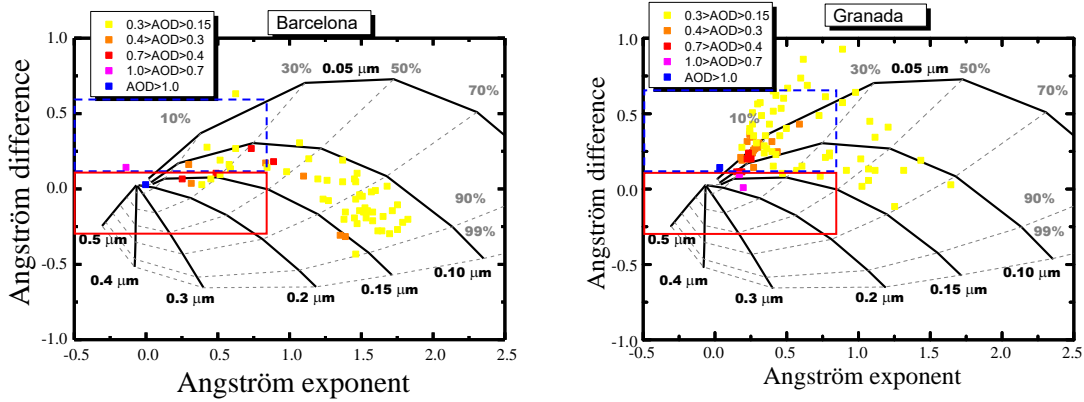 Barcelona
0.3>AOD>0.15
0.4>AOD>0.3
0.7>AOD>0.4
1.0>AOD>0.7
AOD>1.0
1.0
0.5
0.0
-0.5
-1.0
Angström difference
10%
30%
0.05 µm
50%
70%
90%
99%
0.5 µm
0.4 µm
0.3 µm
0.2 µm
0.15 µm
0.10 µm
-0.5
0.0
0.5
1.0
1.5
2.0
2.5
Angström exponent
Granada
0.3>AOD>0.15
0.4>AOD>0.3
0.7>AOD>0.4
1.0>AOD>0.7
AOD>1.0
1.0
0.5
0.0
-0.5
-1.0
Angström difference
10%
30%
0.05 µm
50%
70%
90%
99%
0.5 µm
0.4 µm
0.3 µm
0.2 µm
0.15 µm
0.10 µm
-0.5
0.0
0.5
1.0
1.5
2.0
2.5
Angström exponent